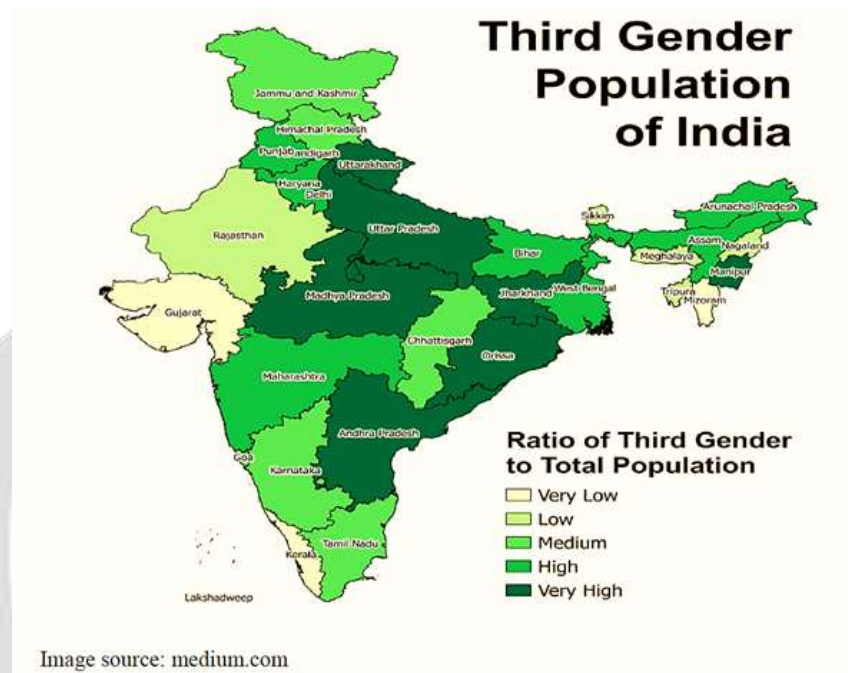 Third Gender
Population
of India
Jammu and Kashmir
Himachal Pradesh
Punjab
andigarh
Uttarakhand
Haryana
Delhi
Rajasthan
Uttar Pradesh
Sikkim
Arunachal Pradesh
Assam
Nagaland
Meghalaya
Manipur
Bihar
Tripura
Mizoram
Jharkhand
West Bengal
Gujarat
Madhya Pradesh
Chhattisgarh
Orissa
Maharashtra
Andhra Pradesh
Goa
Karnataka
Kerala
Tamil Nadu
Lakshadweep
Ratio of Third Gender
to Total Population
Very Low
Low
Medium
High
Very High
Image source: medium.com